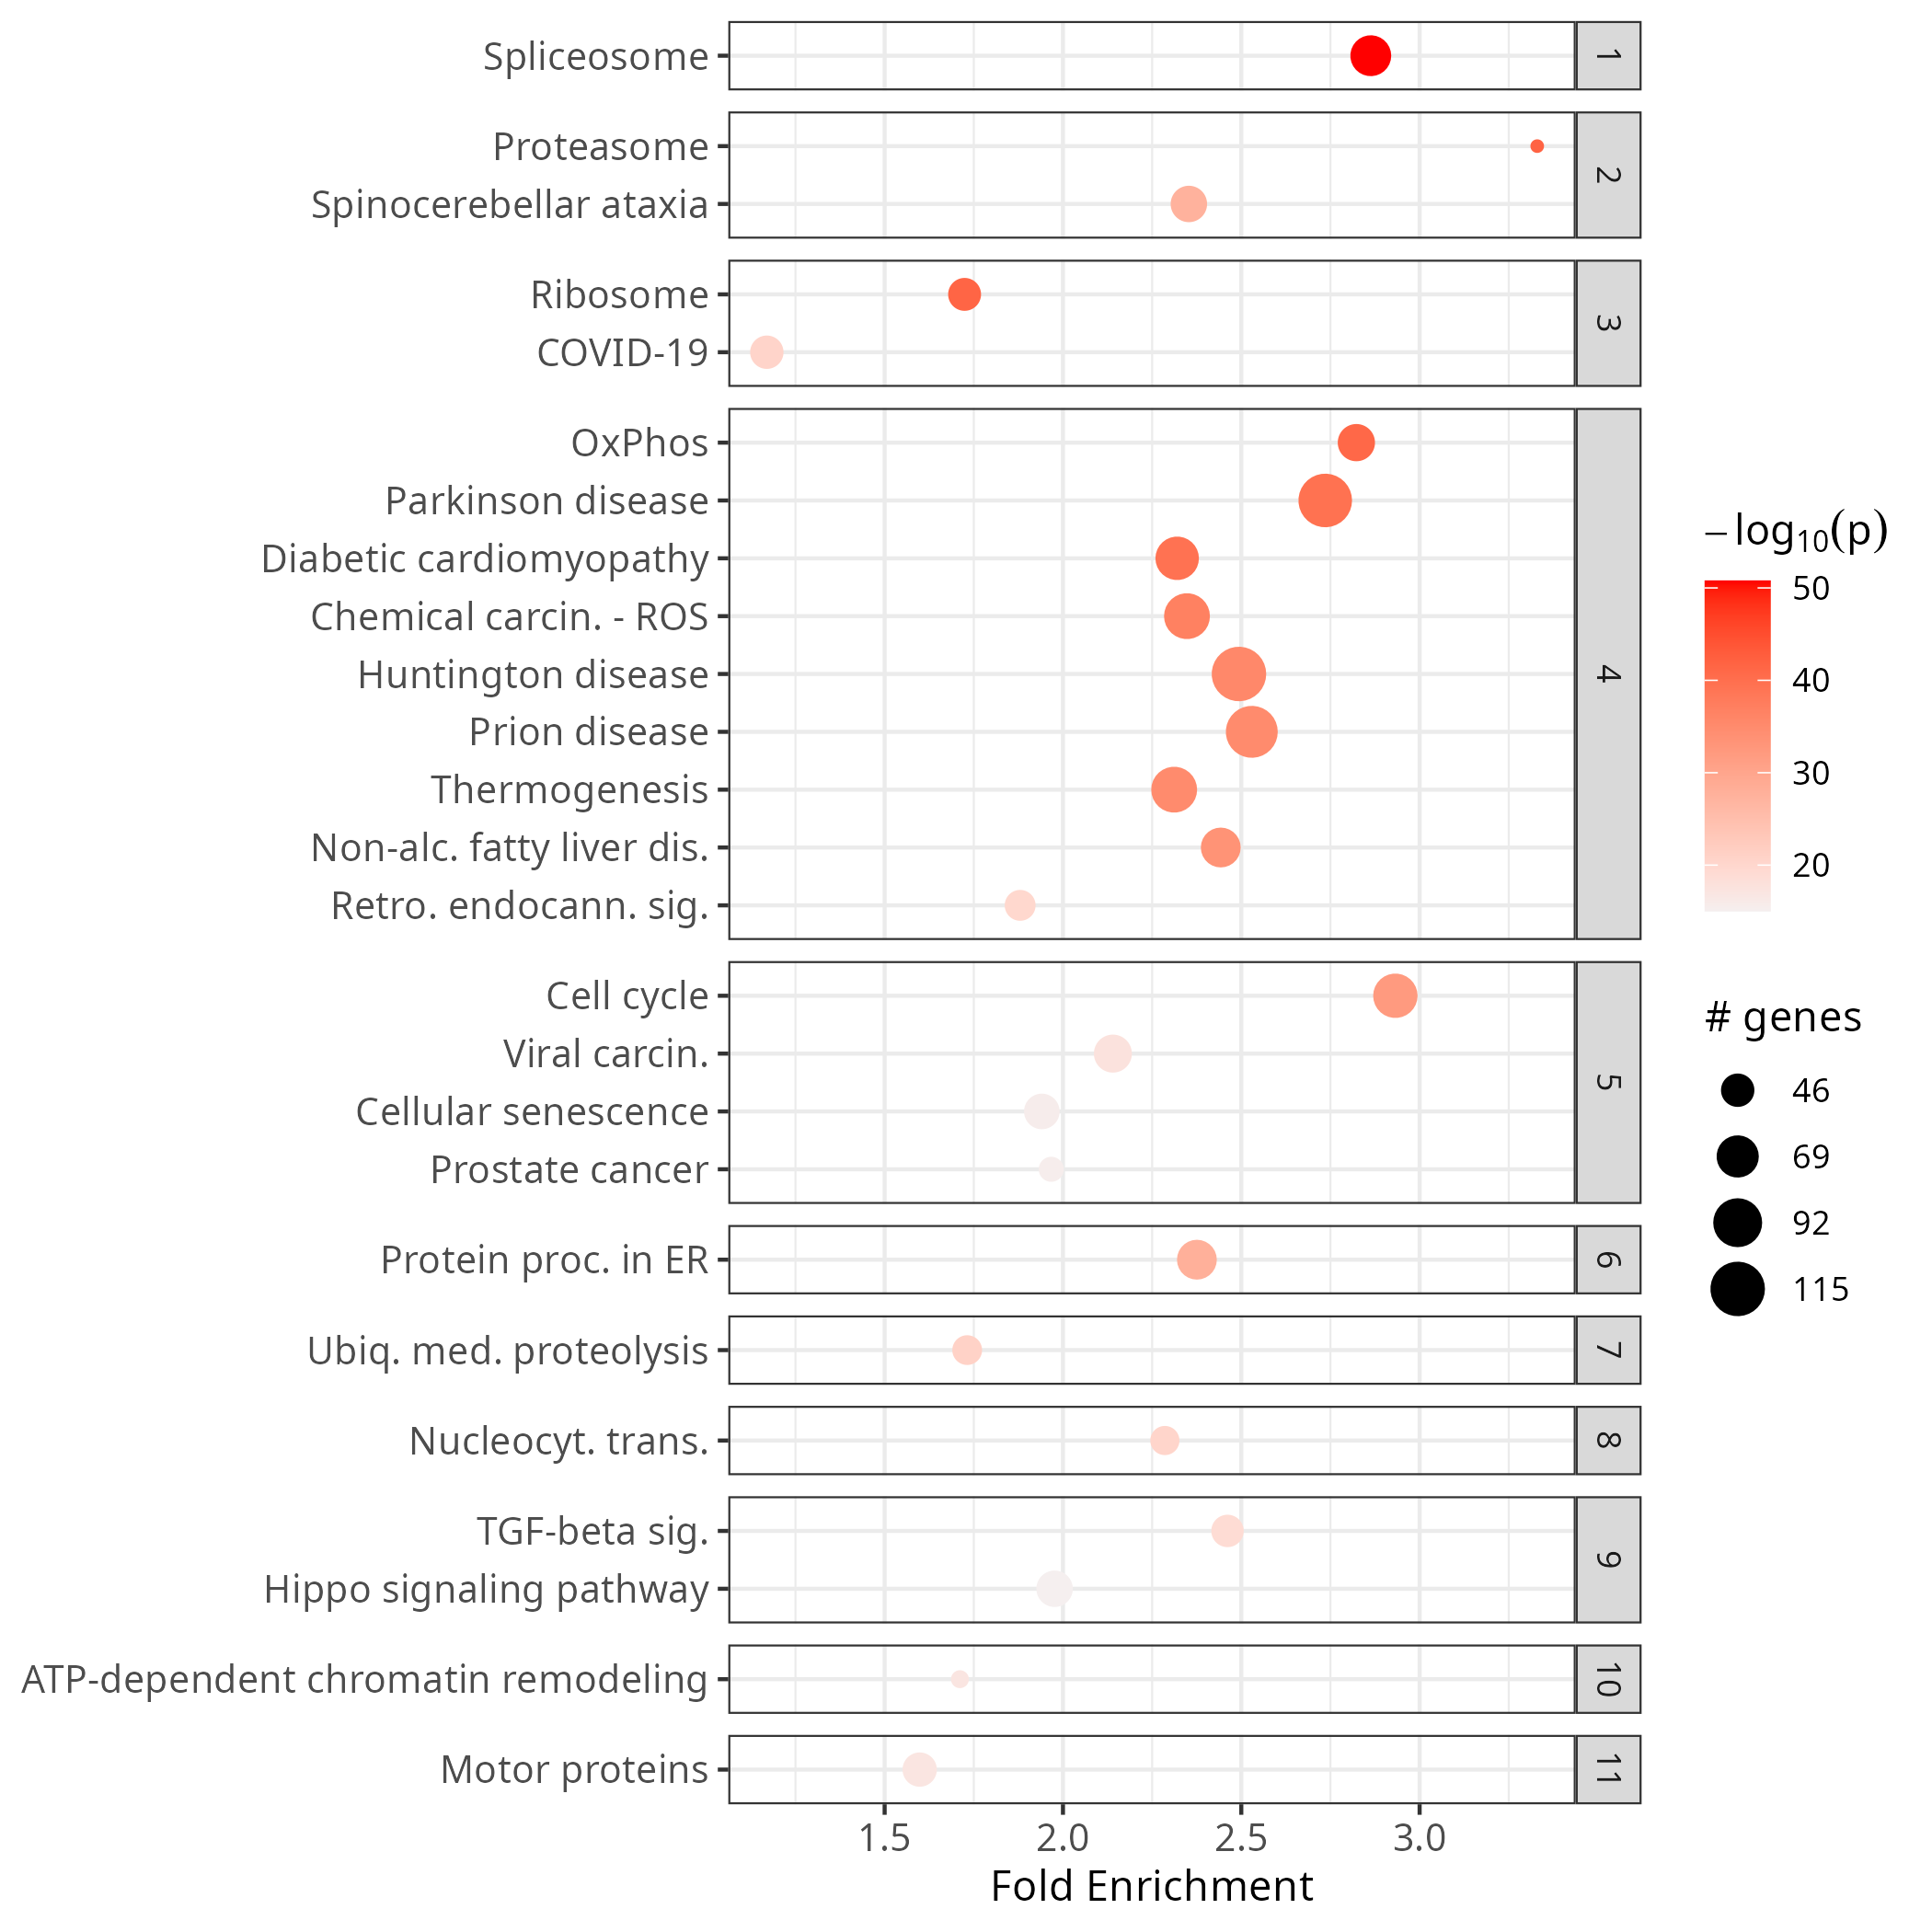 Spliceosome
1
Proteasome
Spinocerebellar ataxia
2
Ribosome
COVID-19
3
OxPhos
Parkinson disease
Diabetic cardiomyopathy
Chemical carcin. - ROS
Huntington disease
Prion disease
Thermogenesis
Non-alc. fatty liver dis.
Retro. endocann. sig.
4
Cell cycle
Viral carcin.
Cellular senescence
Prostate cancer
5
Protein proc. in ER
6
Ubiq. med. proteolysis
7
Nucleocyt. trans.
8
TGF-beta sig.
Hippo signaling pathway
9
ATP-dependent chromatin remodeling
10
Motor proteins
11
1.5 2.0 2.5 3.0
Fold Enrichment
−log10(p)
50
40
30
20
# genes
46
69
92
115